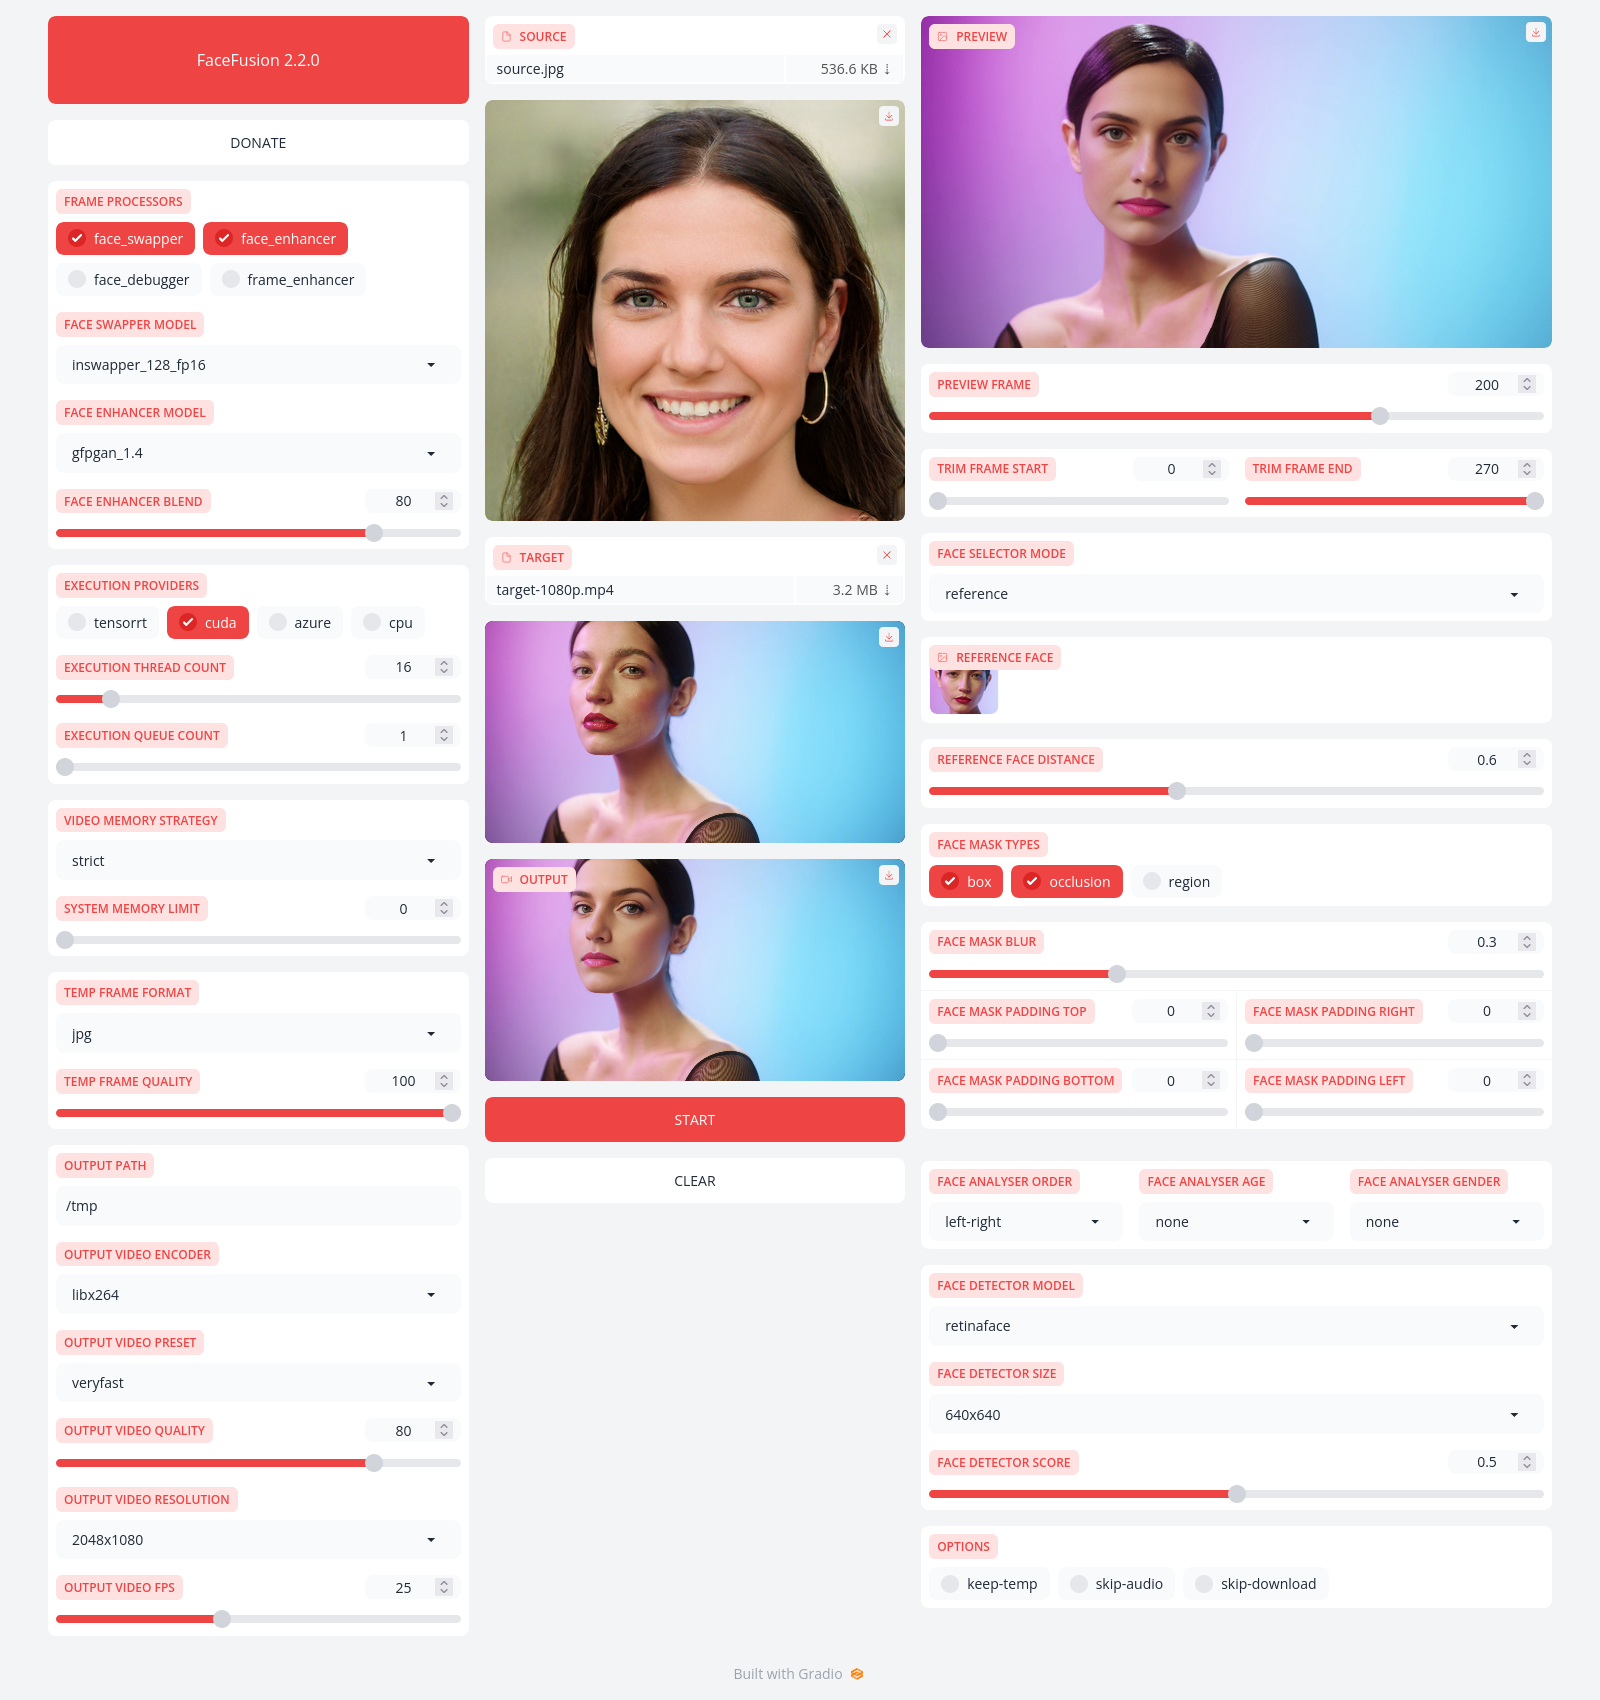 FaceFusion 2.2.0
DONATE
FRAME PROCESSORS
face_swapper face_enhancer
face_debugger frame_enhancer
FACE SWAPPER MODEL
inswapper_128_fp16
FACE ENHANCER MODEL
gfpgan_1.4
FACE ENHANCER BLEND 80
EXECUTION PROVIDERS
tensorrt cuda azure cpu
EXECUTION THREAD COUNT 16
EXECUTION QUEUE COUNT 1
VIDEO MEMORY STRATEGY
strict
SYSTEM MEMORY LIMIT 0
TEMP FRAME FORMAT
jpg
TEMP FRAME QUALITY 100
OUTPUT PATH
/tmp
OUTPUT VIDEO ENCODER
libx264
OUTPUT VIDEO PRESET
veryfast
OUTPUT VIDEO QUALITY 80
OUTPUT VIDEO RESOLUTION
2048x1080
OUTPUT VIDEO FPS 25
SOURCE
source.jpg 536.6 KB ↓
TARGET
target-1080p.mp4 3.2 MB ↓
OUTPUT
START
CLEAR
PREVIEW
PREVIEW FRAME 200
TRIM FRAME START 0 TRIM FRAME END 270
FACE SELECTOR MODE
reference
REFERENCE FACE
REFERENCE FACE DISTANCE 0.6
FACE MASK TYPES
box occlusion region
FACE MASK BLUR 0.3
FACE MASK PADDING TOP 0 FACE MASK PADDING RIGHT 0
FACE MASK PADDING BOTTOM 0 FACE MASK PADDING LEFT 0
FACE ANALYSER ORDER FACE ANALYSER AGE FACE ANALYSER GENDER
left-right none none
FACE DETECTOR MODEL
retinaface
FACE DETECTOR SIZE
640x640
FACE DETECTOR SCORE 0.5
OPTIONS
keep-temp skip-audio skip-download
Built with Gradio